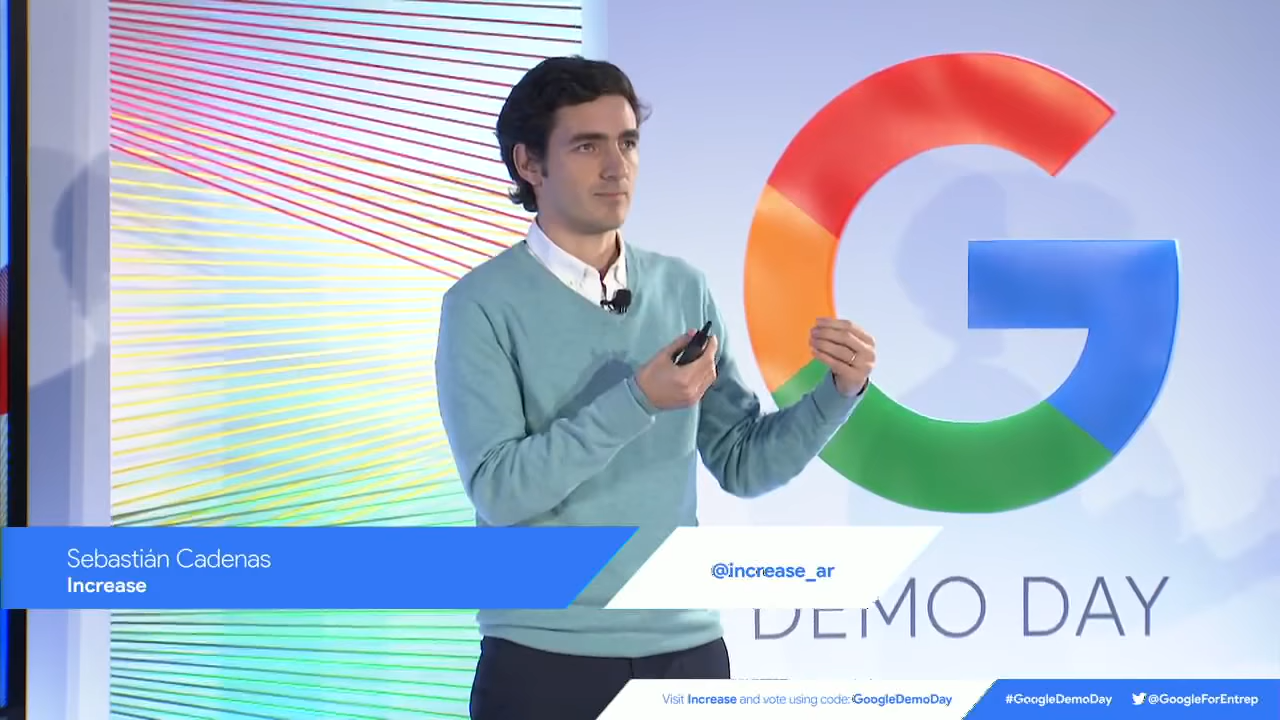 Sebastián Cadenas
Increase
@increase_ar
DEMO DAY
Visit Increase and vote using code: GoogleDemoDay
#GoogleDemoDay
@GoogleForEntrep